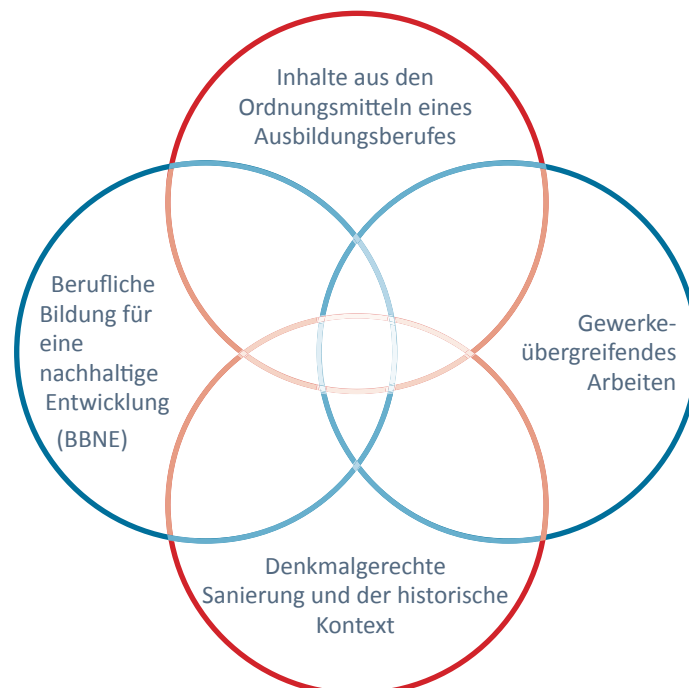 Inhalte aus den
Ordnungsmitteln eines
Ausbildungsberufes
Berufliche
Bildung für
eine
nachhaltige
Entwicklung
(BBNE)
Gewerke-
übergreifendes
Arbeiten
Denkmalgerechte
Sanierung und der historische
Kontext